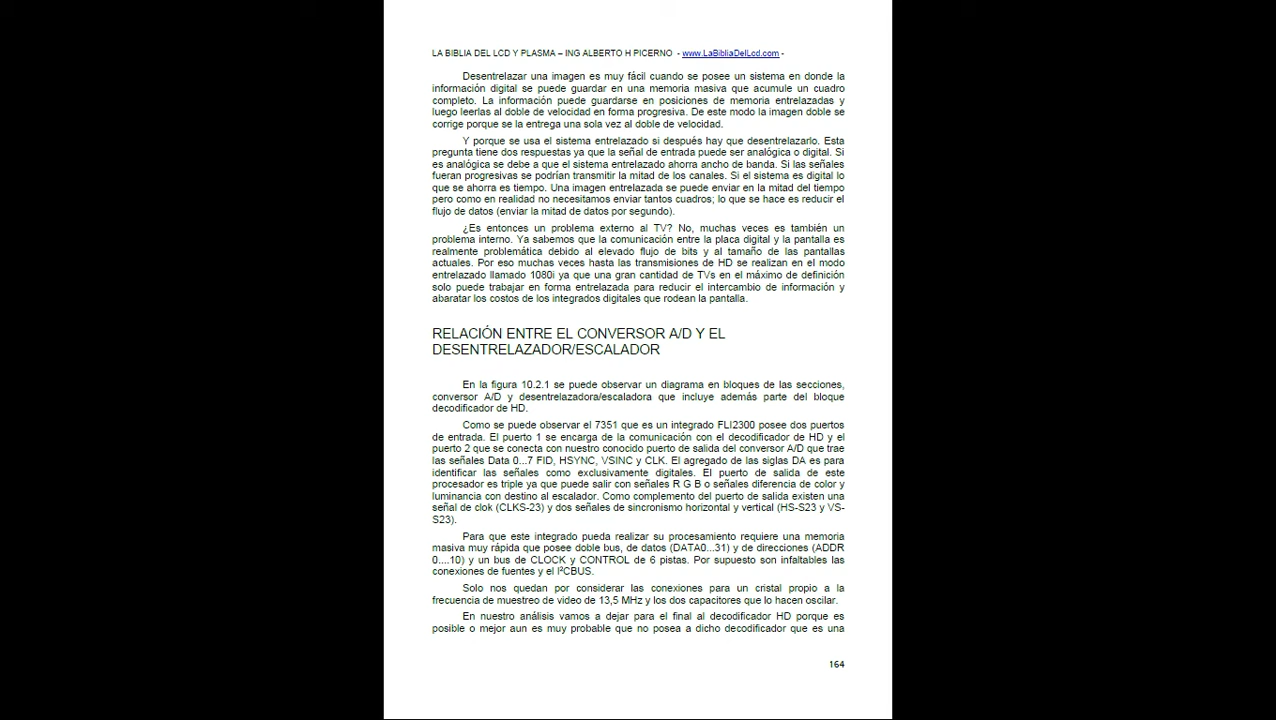 LA BIBLIA DEL LCD Y PLASMA – ING ALBERTO H PICERNO - www.LaBibliaDelLcd.com -
Desentrelazar una imagen es muy fácil cuando se posee un sistema en donde la
información digital se puede guardar en una memoria masiva que acumule un cuadro
completo. La información puede guardarse en posiciones de memoria entrelazadas y
luego leerlas al doble de velocidad en forma progresiva. De este modo la imagen doble se
corrige porque se la entrega una sola vez al doble de velocidad.
Y porque se usa el sistema entrelazado si después hay que desentrelazarlo. Esta
pregunta tiene dos respuestas ya que la señal de entrada puede ser analógica o digital. Si
es analógica se debe a que el sistema entrelazado ahorra ancho de banda. Si las señales
fueran progresivas se podrían transmitir la mitad de los canales. Si el sistema es digital lo
que se ahorra es tiempo. Una imagen entrelazada se puede enviar en la mitad del tiempo
pero como en realidad no necesitamos enviar tantos cuadros; lo que se hace es reducir el
flujo de datos (enviar la mitad de datos por segundo).
¿Es entonces un problema externo al TV? No, muchas veces es también un
problema interno. Ya sabemos que la comunicación entre la placa digital y la pantalla es
realmente problemática debido al elevado flujo de bits y al tamaño de las pantallas
actuales. Por eso muchas veces hasta las transmisiones de HD se realizan en el modo
entrelazado llamado 1080i ya que una gran cantidad de TVs en el máximo de definición
solo puede trabajar en forma entrelazada para reducir el intercambio de información y
abaratar los costos de los integrados digitales que rodean la pantalla.
RELACIÓN ENTRE EL CONVERSOR A/D Y EL
DESENTRELAZADOR/ESCALADOR
En la figura 10.2.1 se puede observar un diagrama en bloques de las secciones,
conversor A/D y desentrelazadora/escaladora que incluye además parte del bloque
decodificador de HD.
Como se puede observar el 7351 que es un integrado FLI2300 posee dos puertos
de entrada. El puerto 1 se encarga de la comunicación con el decodificador de HD y el
puerto 2 que se conecta con nuestro conocido puerto de salida del conversor A/D que trae
las señales Data 0...7 FID, HSYNC, VSINC y CLK. El agregado de las siglas DA es para
identificar las señales como exclusivamente digitales. El puerto de salida de este
procesador es triple ya que puede salir con señales R G B o señales diferencia de color y
luminancia con destino al escalador. Como complemento del puerto de salida existen una
señal de clok (CLKS-23) y dos señales de sincronismo horizontal y vertical (HS-S23 y VS-
S23).
Para que este integrado pueda realizar su procesamiento requiere una memoria
masiva muy rápida que posee doble bus, de datos (DATA0...31) y de direcciones (ADDR
0....10) y un bus de CLOCK y CONTROL de 6 pistas. Por supuesto son infaltables las
conexiones de fuentes y el I²CBUS.
Solo nos quedan por considerar las conexiones para un cristal propio a la
frecuencia de muestreo de video de 13,5 MHz y los dos capacitores que lo hacen oscilar.
En nuestro análisis vamos a dejar para el final al decodificador HD porque es
posible o mejor aun es muy probable que no posea a dicho decodificador que es una
164